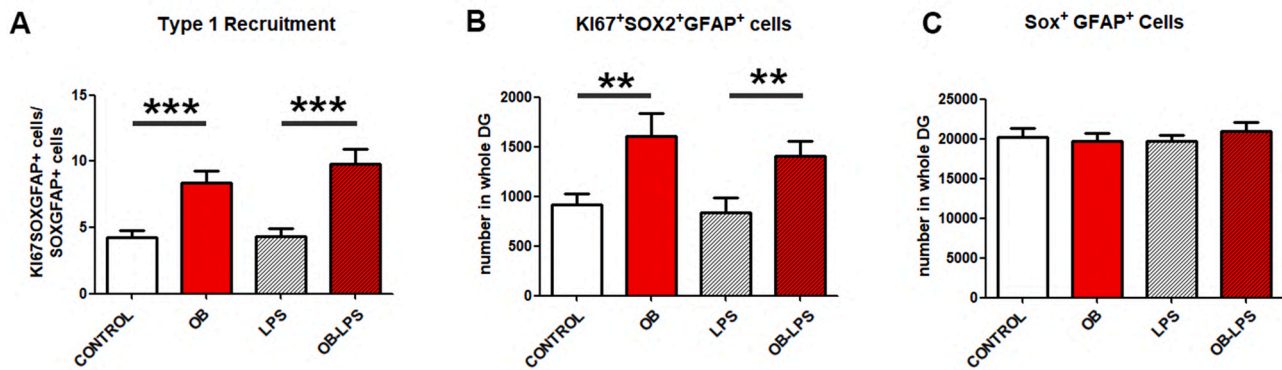 A
Type 1 Recruitment
KI67SOXGFAP+ cells/
SOXGFAP+ cells
15
10
5
0
***
***
CONTROL
OB
LPS
OB-LPS
B
KI67⁺SOX2⁺GFAP⁺ cells
number in whole DG
2000
1500
1000
500
0
**
**
CONTROL
OB
LPS
OB-LPS
C
Sox⁺ GFAP⁺ Cells
number in whole DG
25000
20000
15000
10000
5000
0
CONTROL
OB
LPS
OB-LPS